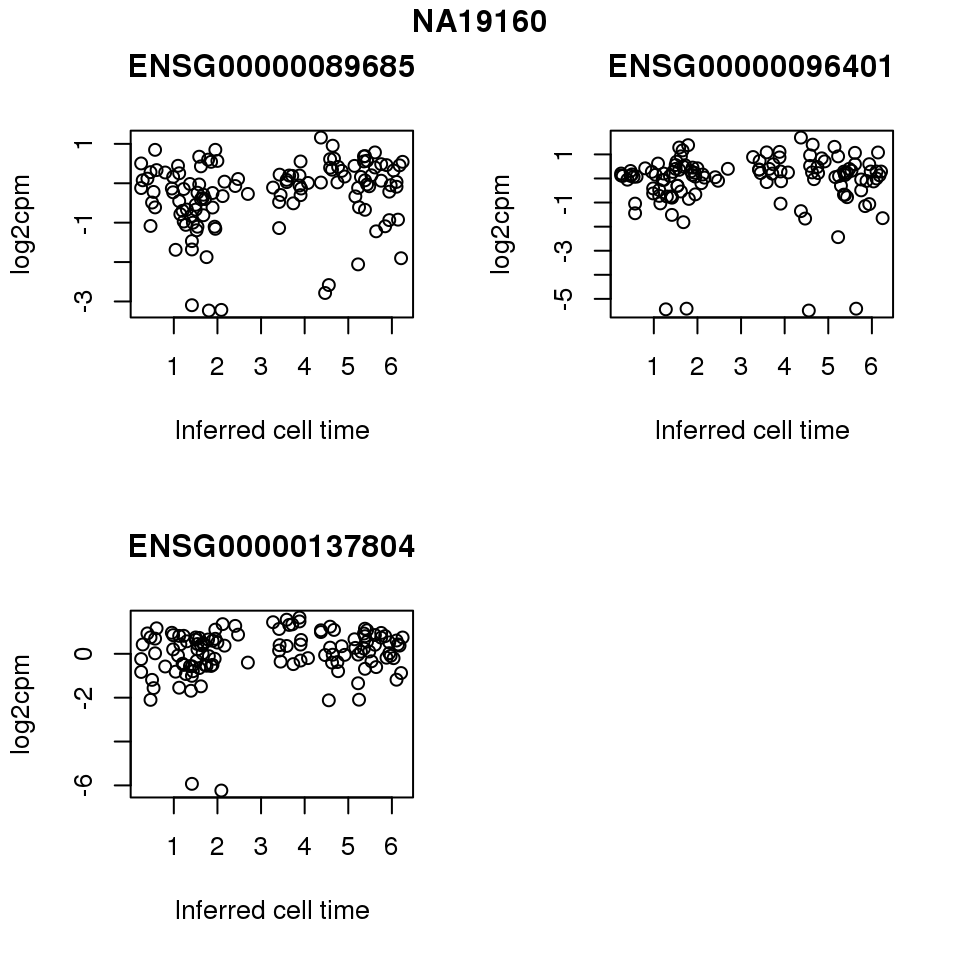 NA19160
ENSG00000089685
log2cpm
1
-1
-3
1 2 3 4 5 6
Inferred cell time
ENSG00000096401
log2cpm
1
-1
-3
-5
1 2 3 4 5 6
Inferred cell time
ENSG00000137804
log2cpm
0
-2
-6
1 2 3 4 5 6
Inferred cell time